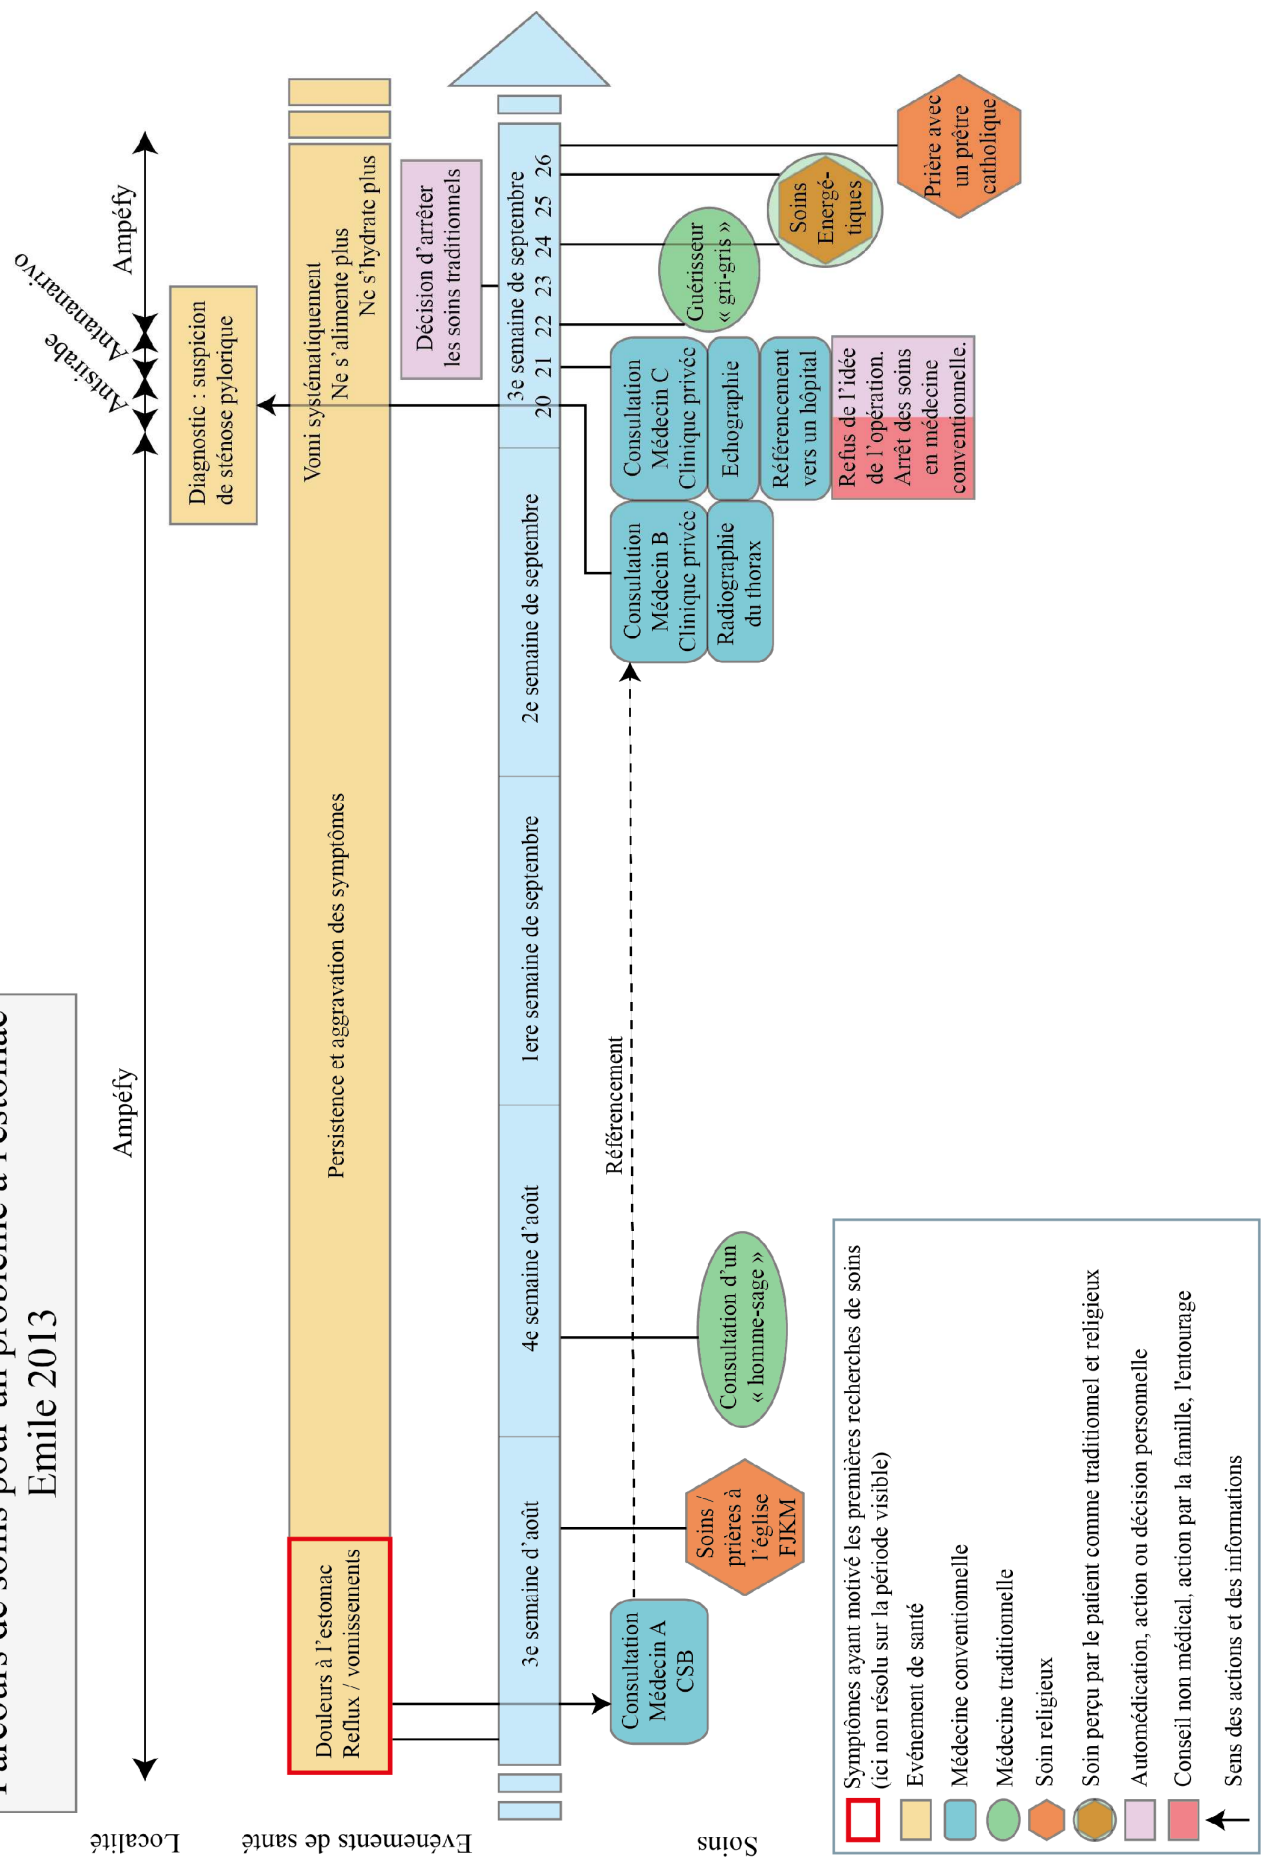 Parcours de soins pour un problème à l'estomac
Emile 2013
Localité
Ampéfy
Antsirabe
Antananarivo
Ampéfy
Evénements de santé
Diagnostic : suspicion
de sténose pylorique
Douleurs à l'estomac
Reflux / vomissements
Persistence et aggravation des symptômes
Vomi systématiquement
Ne s'alimente plus
Ne s'hydrate plus
Décision d'arrêter
les soins traditionnels
3e semaine d'août
4e semaine d'août
1ere semaine de septembre
2e semaine de septembre
3e semaine de septembre
20 21 22 23 24 25 26
Soins
Consultation
Médecin A
CSB
Référencement
Soins /
prières à
l'église
FJKM
Consultation d'un
« homme-sage »
Consultation
Médecin B
Clinique privée
Radiographie
du thorax
Consultation
Médecin C
Clinique privée
Echographie
Référencement
vers un hôpital
Refus de l'idée
de l'opération.
Arrêt des soins
en médecine
conventionnelle.
Guérisseur
« gri-gris »
Soins
Energé-
tiques
Prière avec
un prêtre
catholique
Symptômes ayant motivé les premières recherches de soins
(ici non résolu sur la période visible)
Evénement de santé
Médecine conventionnelle
Médecine traditionnelle
Soin religieux
Soin perçu par le patient comme traditionnel et religieux
Automédication, action ou décision personnelle
Conseil non médical, action par la famille, l'entourage
Sens des actions et des informations